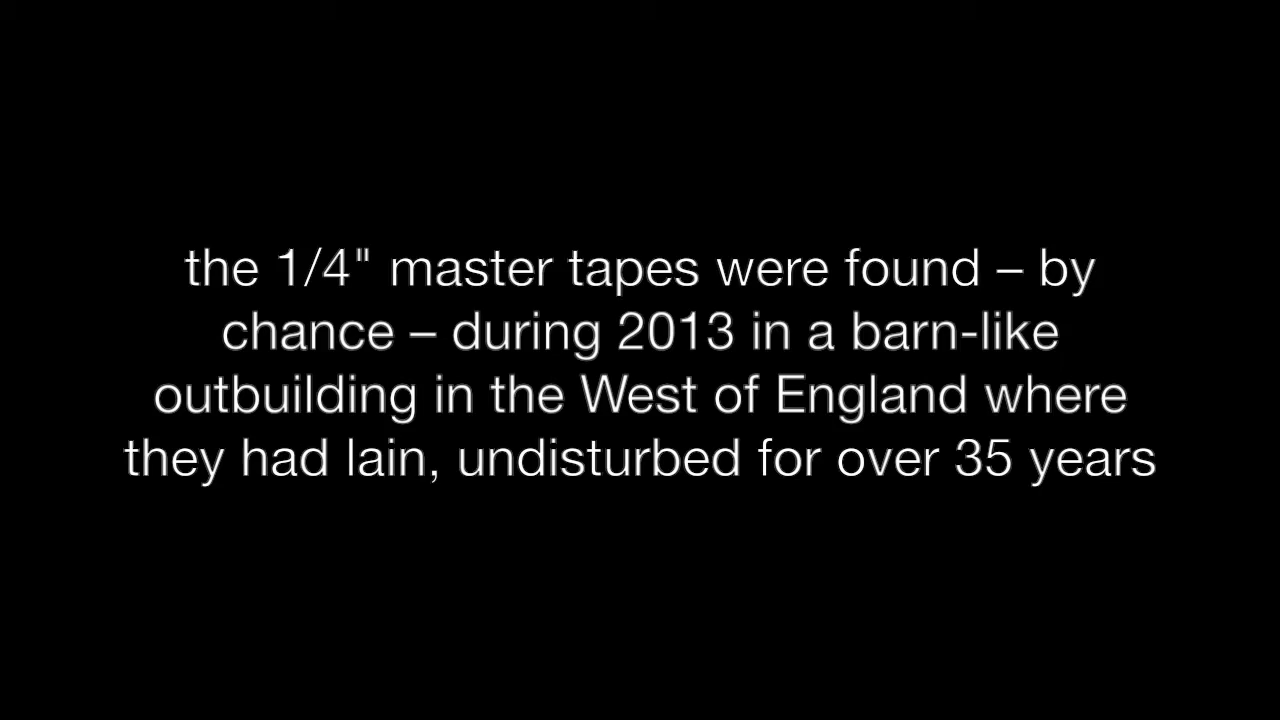 the 1/4" master tapes were found – by
chance – during 2013 in a barn-like
outbuilding in the West of England where
they had lain, undisturbed for over 35 years